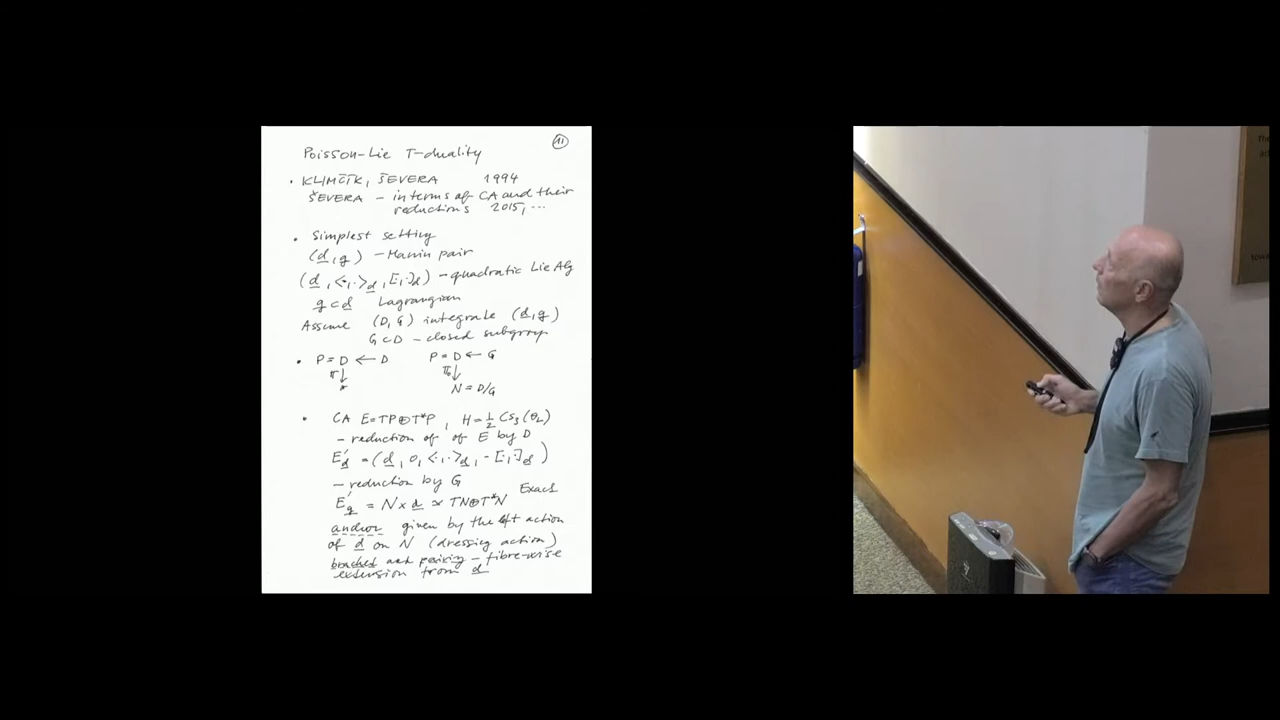 11
Poisson-Lie T-duality
• KLIMČÍK, ŠEVERA 1994
ŠEVERA - in terms of CA and their
reductions 2015, ...
• Simplest setting
(d, g) - Manin pair
(d, <·,·>_d, [·,·]_d) - quadratic Lie Alg
g ⊂ d Lagrangian
Assume (D, G) integrate (d, g)
G ⊂ D - closed subgroup
• P = D ← D P = D ← G
π ↓ π_G ↓
* N = D/G
• CA E = TP⊕T*P, H = 1/2 CS_3(θ_L)
- reduction of of E by D
E'_d = (d, 0, <·,·>_d, -[·,·]_d)
- reduction by G
E'_g = N × d ≃ TN⊕T*N Exact
anchor given by the left action
of d on N (dressing action)
bracket and pairing - fibre-wise
extension from d
The